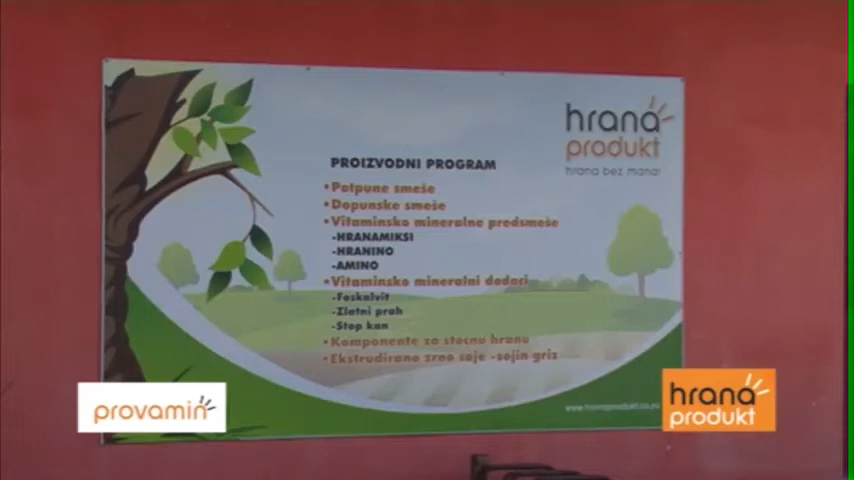 hrana
produkt
hrana bez mana!
PROIZVODNI PROGRAM
•Potpune smeše
•Dopunske smeše
•Vitaminsko mineralne predsmeše
-HRANAMIKSI
-HRANINO
-AMINO
•Vitaminsko mineralni dodaci
-Foskalvit
-Zlatni prah
-Stop kan
•Komponente za stocnu hranu
•Ekstrudirano zrno soje -sojin griz
provamin
hrana
produkt